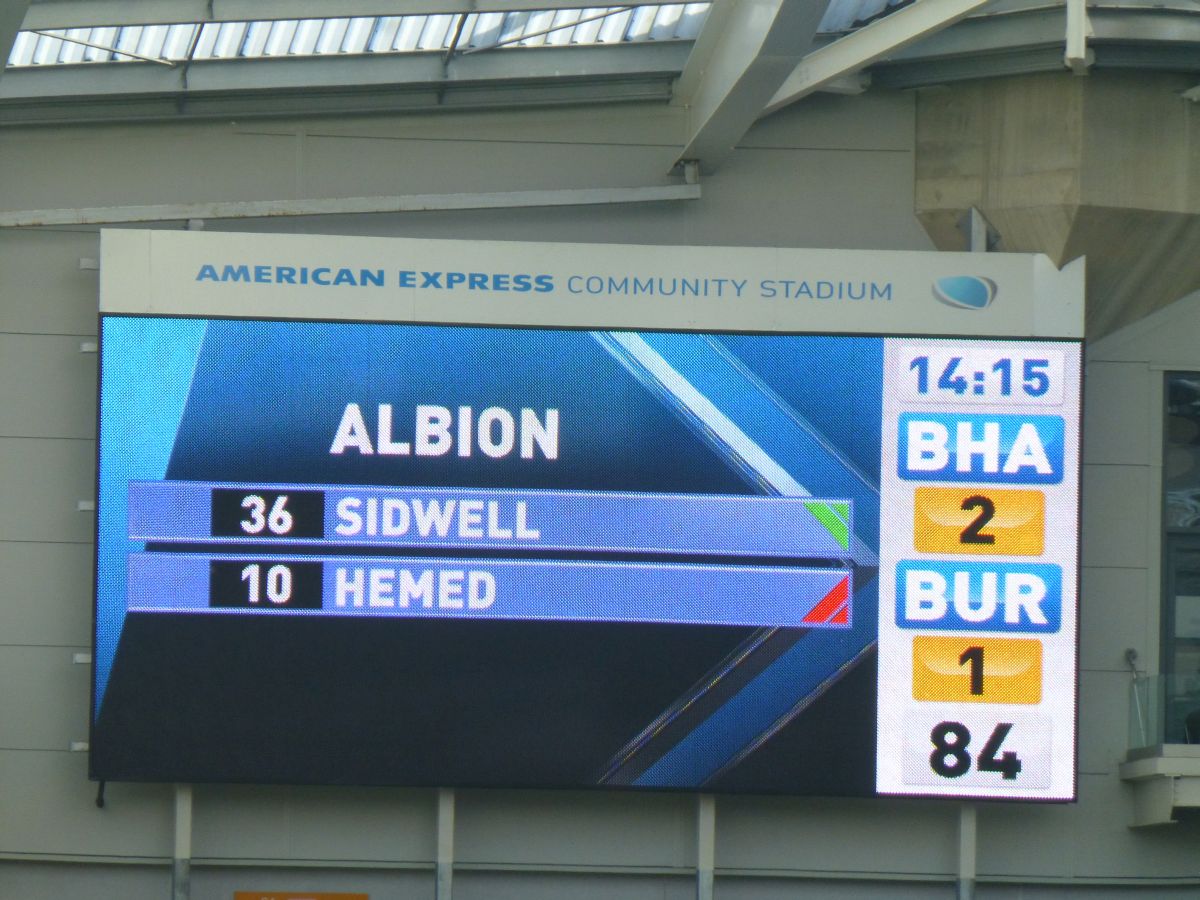 AMERICAN EXPRESS COMMUNITY STADIUM
ALBION
36 SIDWELL
10 HEMED
14:15
BHA
2
BUR
1
84